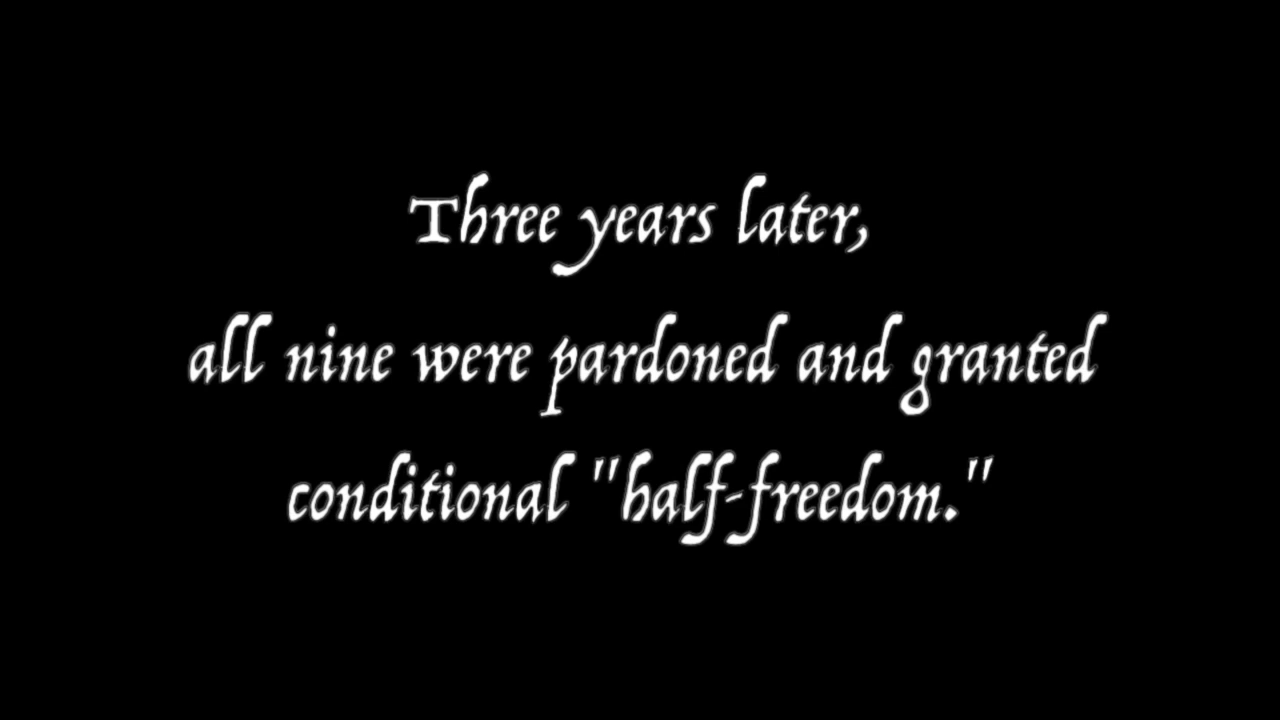 Three years later,
all nine were pardoned and granted
conditional "half-freedom."